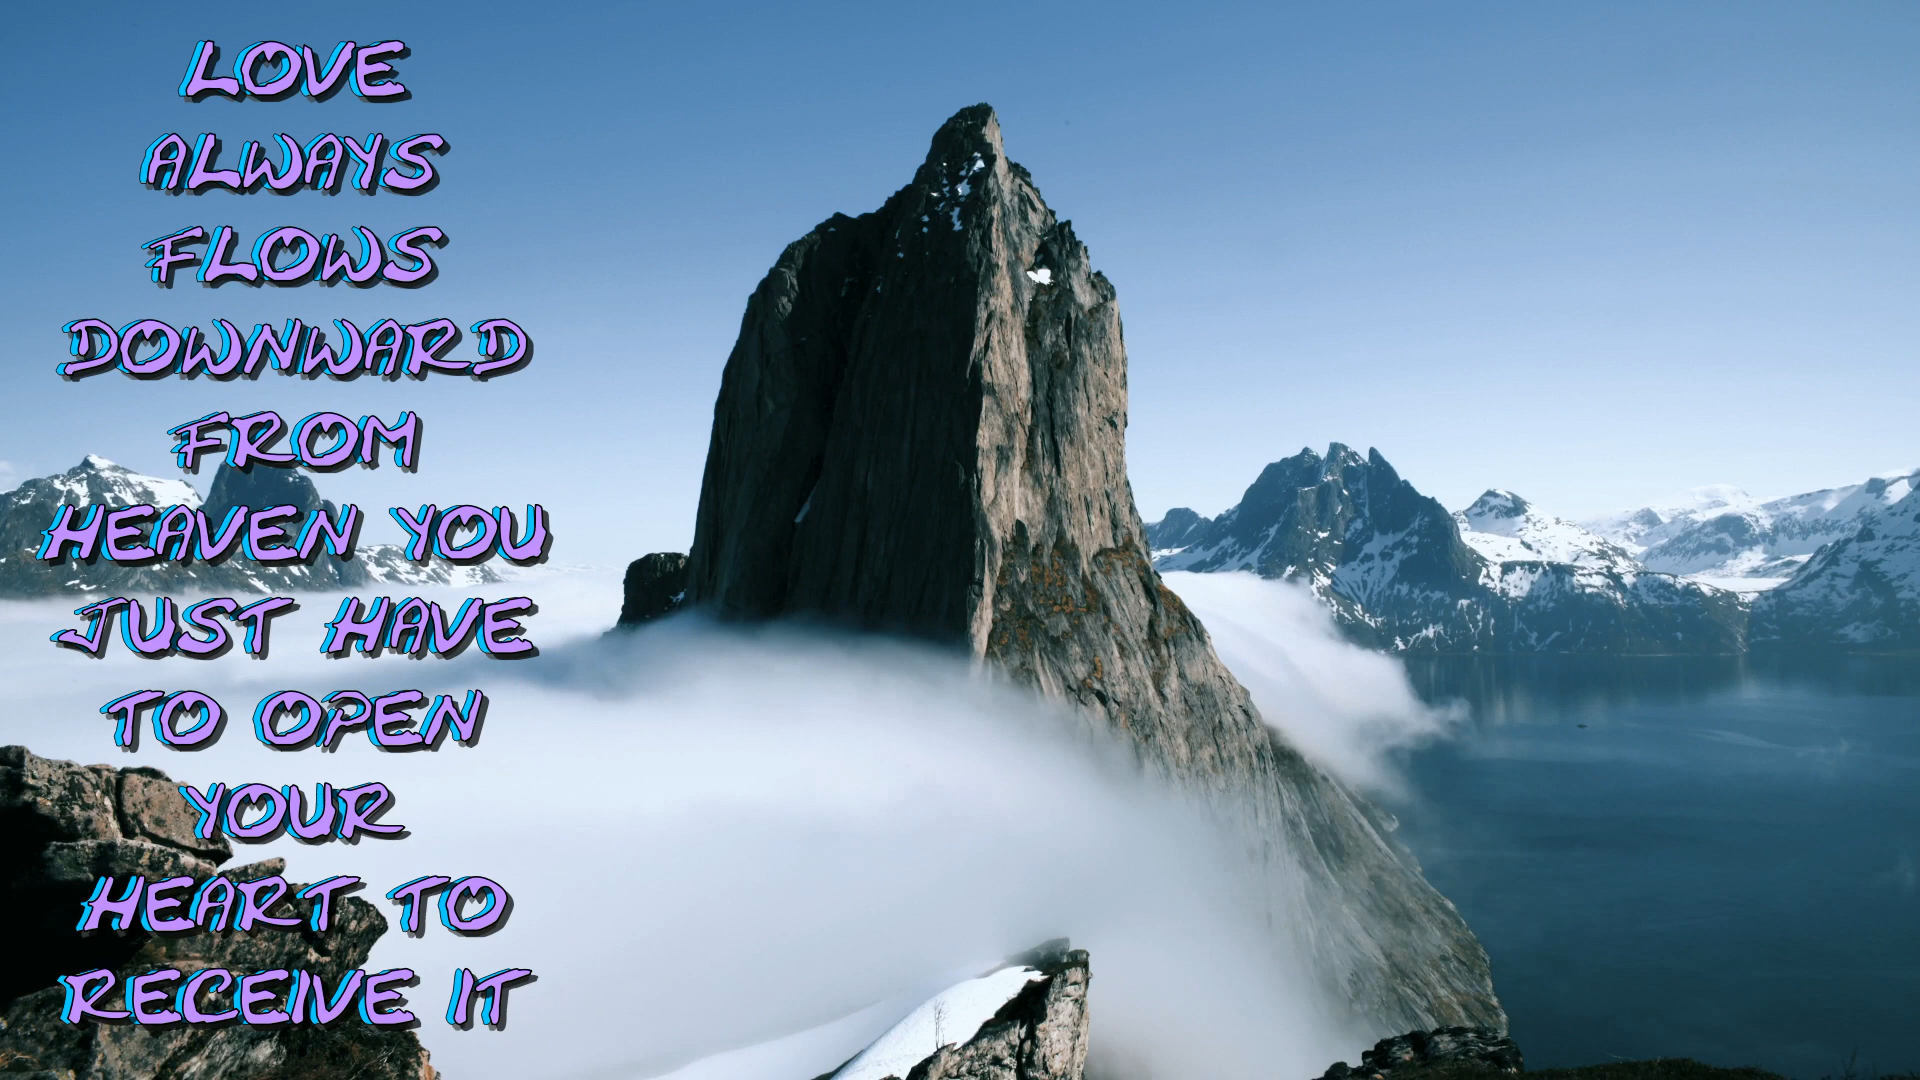 LOVE
ALWAYS
FLOWS
DOWNWARD
FROM
HEAVEN YOU
JUST HAVE
TO OPEN
YOUR
HEART TO
RECEIVE IT